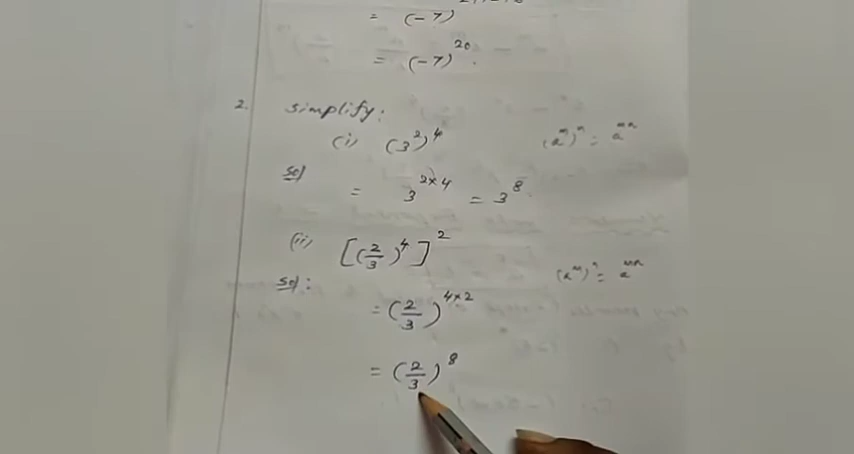 = (-7)
= (-7)^20.
2. Simplify:
(i) (3^2)^4 (a^m)^n = a^mn
Sol
= 3^2×4 = 3^8.
(ii) [(2/3)^4]^2
Sol: (a^m)^n = a^mn
= (2/3)^4×2
= (2/3)^8